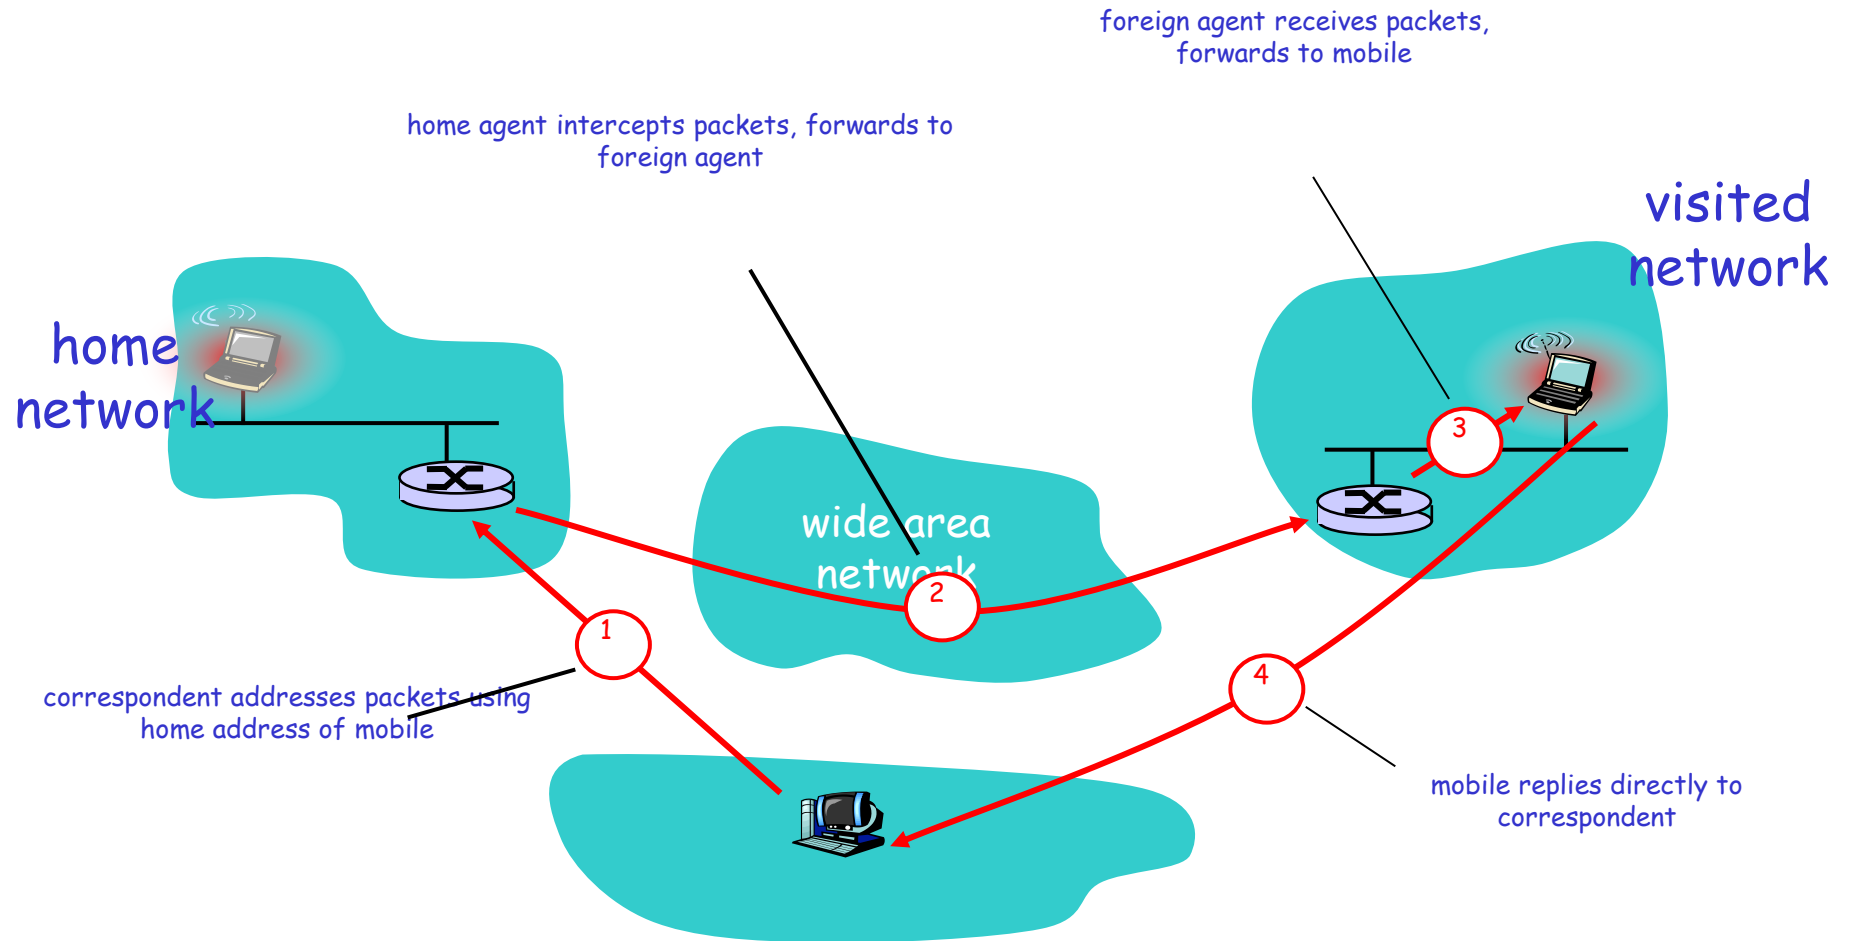 foreign agent receives packets,
forwards to mobile
home agent intercepts packets, forwards to
foreign agent
visited
network
home
network
wide area
network
3
2
1
4
correspondent addresses packets using
home address of mobile
mobile replies directly to
correspondent